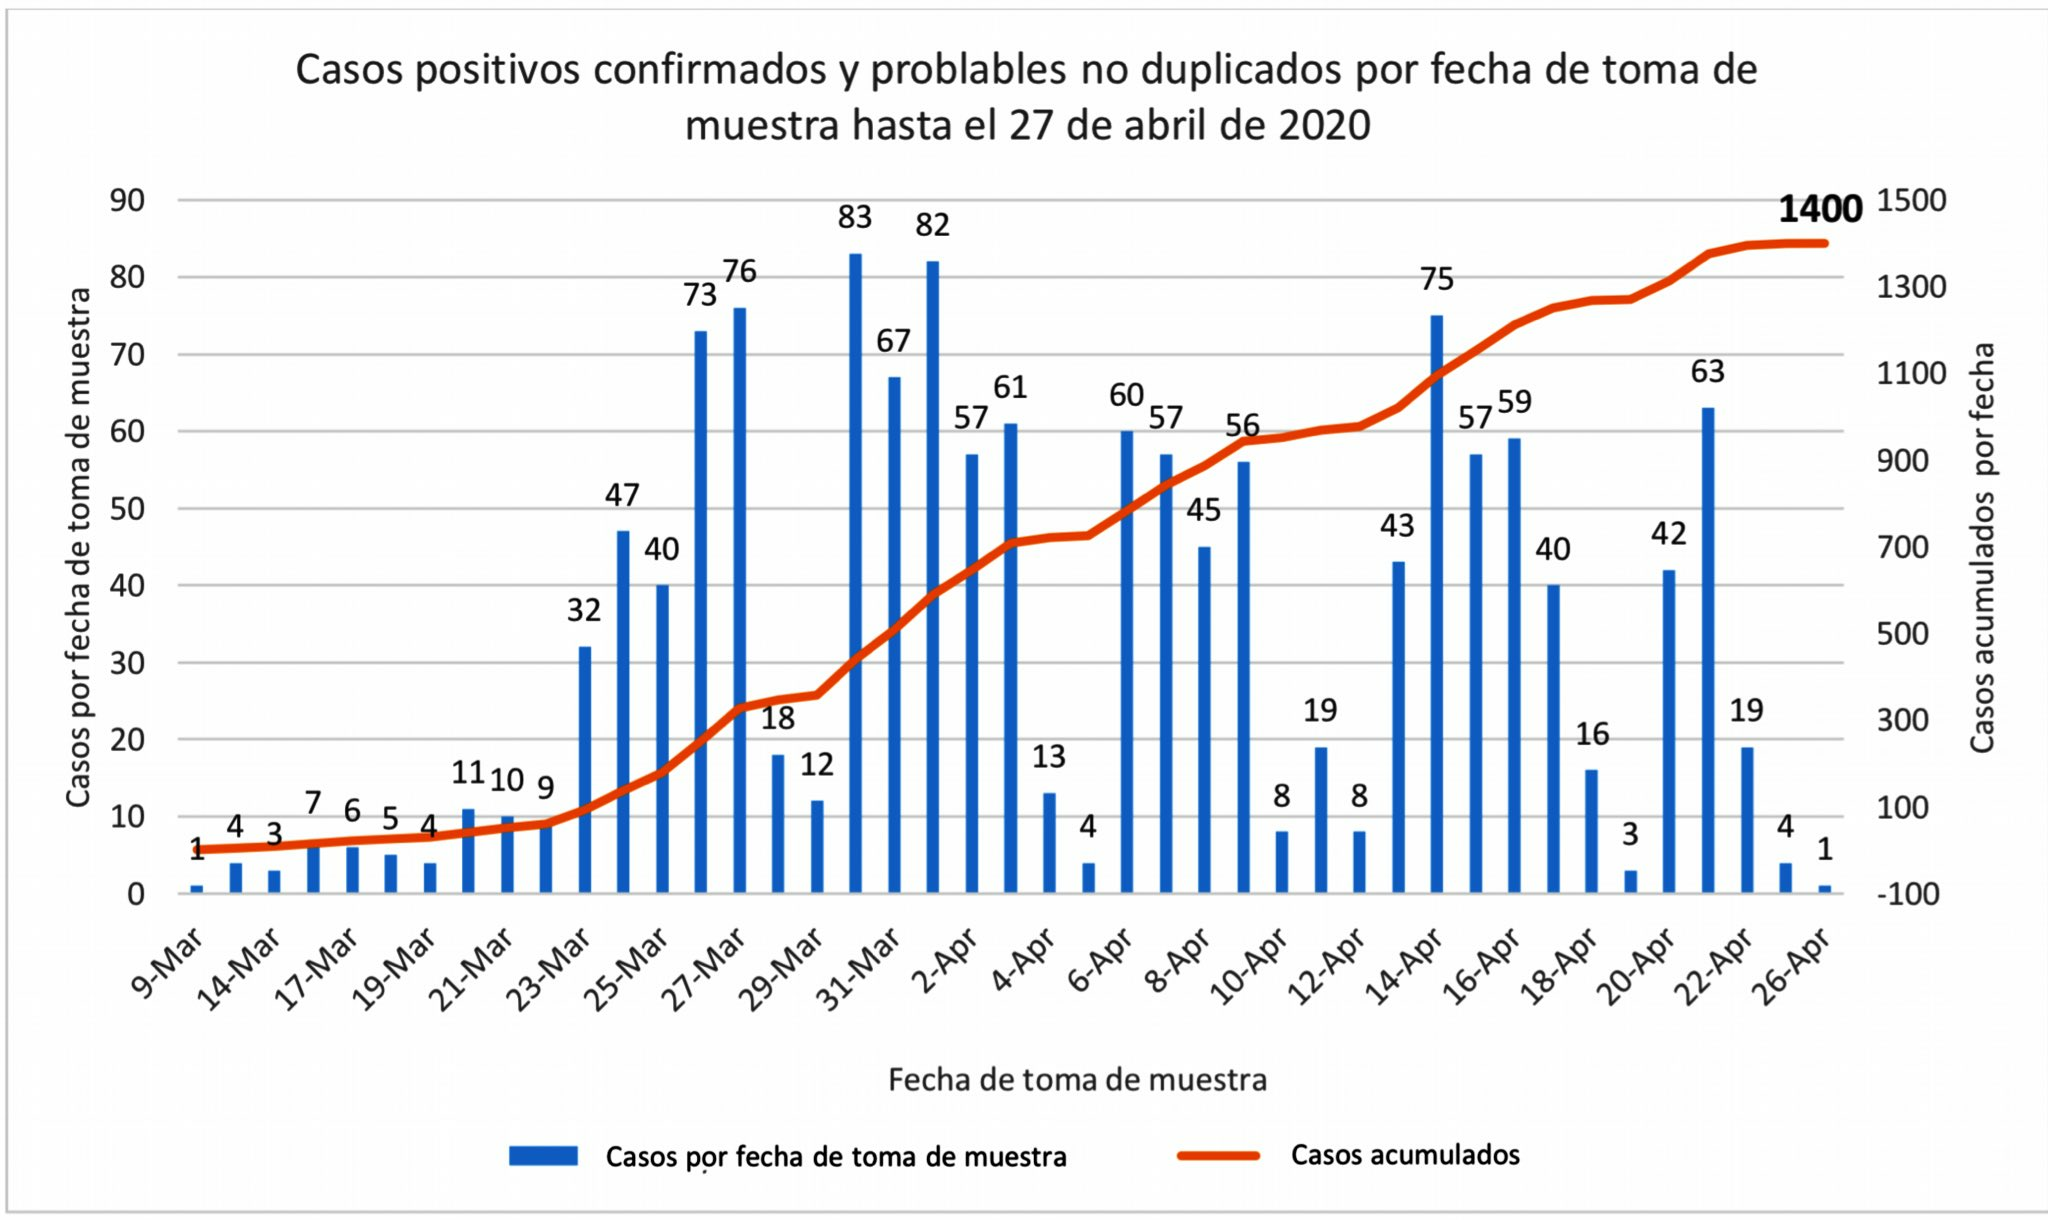 Casos positivos confirmados y problables no duplicados por fecha de toma de
muestra hasta el 27 de abril de 2020
Casos por fecha de toma de muestra
90
80
70
60
50
40
30
20
10
0
1
4
3
7
6
5
4
11
10
9
32
47
40
73
76
18
12
83
67
82
57
61
13
4
60
57
45
56
8
19
8
43
75
57
59
40
16
3
42
63
19
4
1
1400
1500
1300
1100
900
700
500
300
100
-100
Casos acumulados por fecha
9-Mar
14-Mar
17-Mar
19-Mar
21-Mar
23-Mar
25-Mar
27-Mar
29-Mar
31-Mar
2-Apr
4-Apr
6-Apr
8-Apr
10-Apr
12-Apr
14-Apr
16-Apr
18-Apr
20-Apr
22-Apr
26-Apr
Fecha de toma de muestra
Casos por fecha de toma de muestra
Casos acumulados